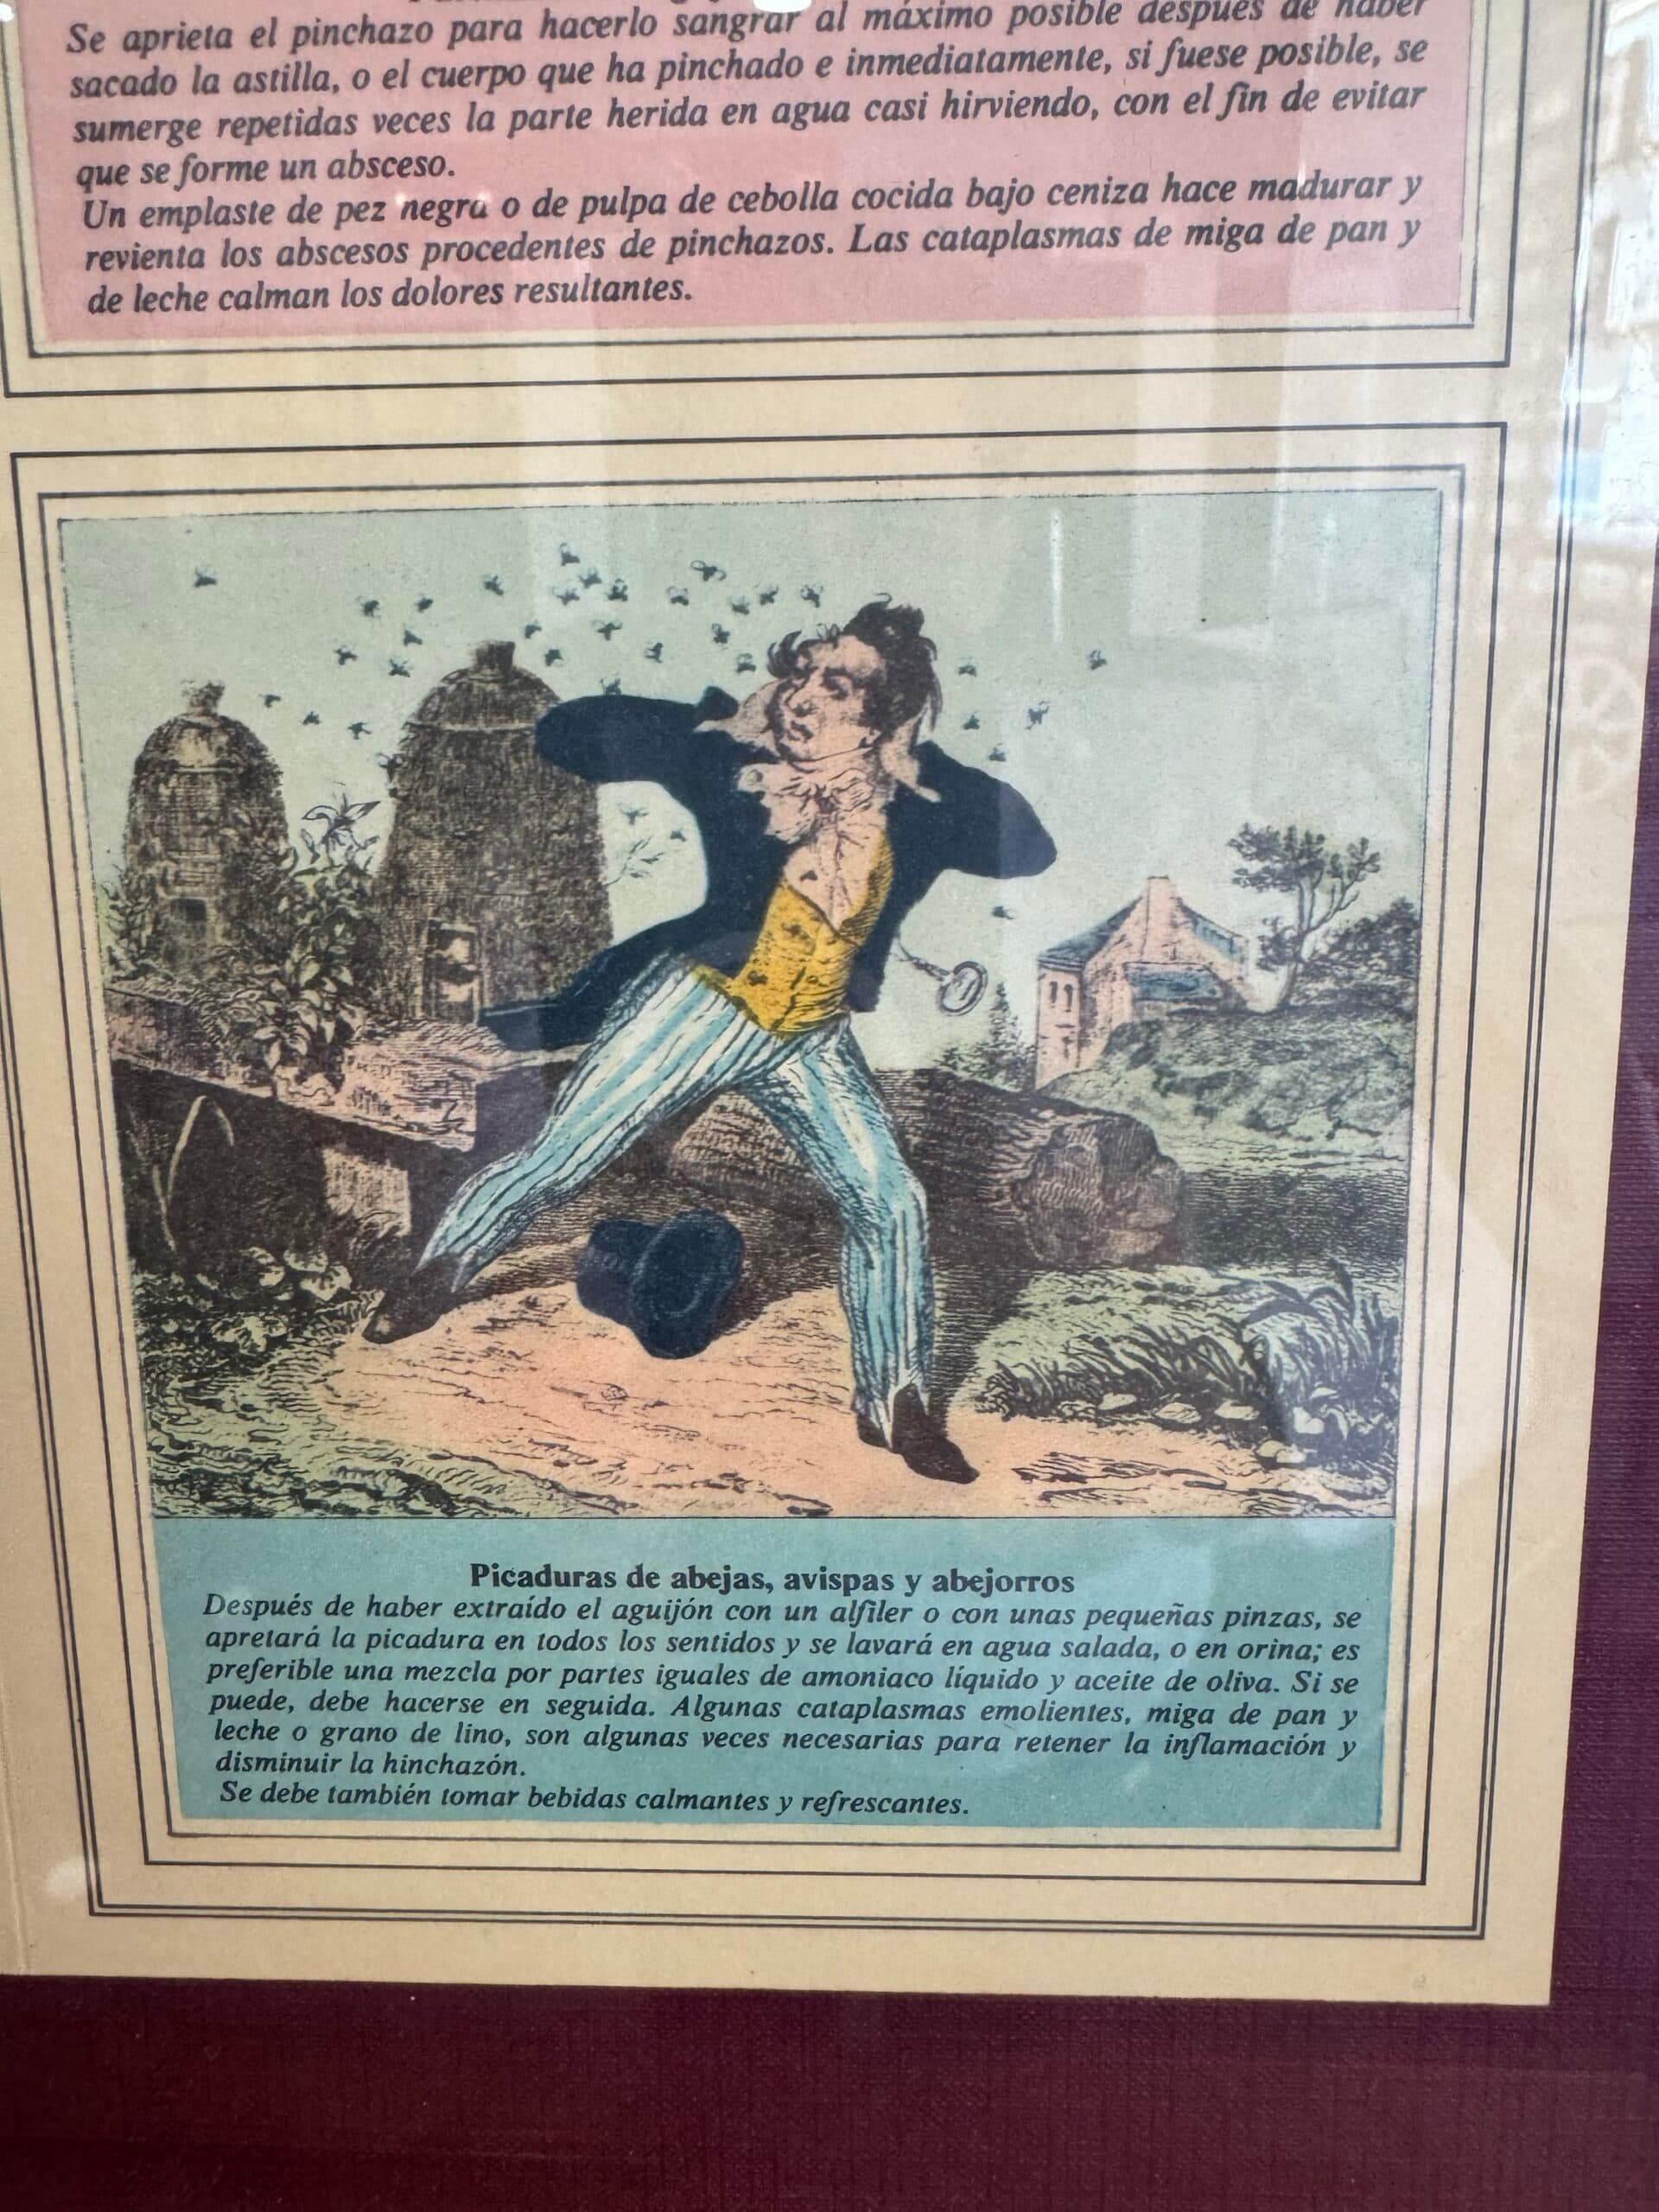 Se aprieta el pinchazo para hacerlo sangrar al máximo posible después de haber
sacado la astilla, o el cuerpo que ha pinchado e inmediatamente, si fuese posible, se
sumerge repetidas veces la parte herida en agua casi hirviendo, con el fin de evitar
que se forme un absceso.
Un emplaste de pez negra o de pulpa de cebolla cocida bajo ceniza hace madurar y
revienta los abscesos procedentes de pinchazos. Las cataplasmas de miga de pan y
de leche calman los dolores resultantes.
Picaduras de abejas, avispas y abejorros
Después de haber extraído el aguijón con un alfiler o con unas pequeñas pinzas, se
apretará la picadura en todos los sentidos y se lavará en agua salada, o en orina; es
preferible una mezcla por partes iguales de amoniaco líquido y aceite de oliva. Si se
puede, debe hacerse en seguida. Algunas cataplasmas emolientes, miga de pan y
leche o grano de lino, son algunas veces necesarias para retener la inflamación y
disminuir la hinchazón.
Se debe también tomar bebidas calmantes y refrescantes.